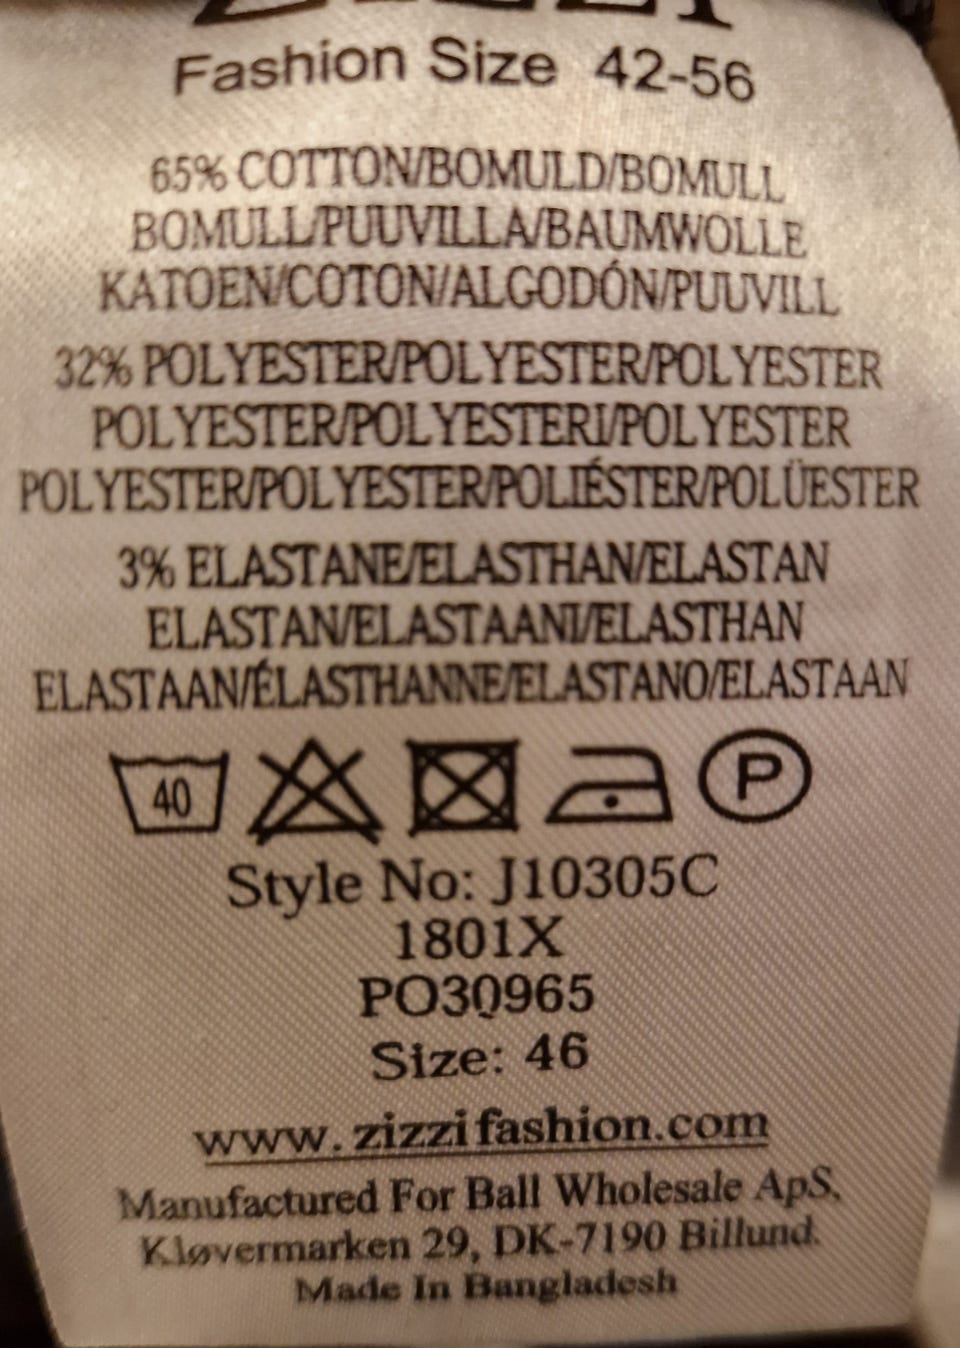 ZIZZI
Fashion Size 42-56
65% COTTON/BOMULD/BOMULL
BOMULL/PUUVILLA/BAUMWOLLE
KATOEN/COTON/ALGODÓN/PUUVILL
32% POLYESTER/POLYESTER/POLYESTER
POLYESTER/POLYESTERI/POLYESTER
POLYESTER/POLYESTER/POLIÉSTER/POLÜESTER
3% ELASTANE/ELASTHAN/ELASTAN
ELASTAN/ELASTAANI/ELASTHAN
ELASTAAN/ÉLASTHANNE/ELASTANO/ELASTAAN
40 P
Style No: J10305C
1801X
PO30965
Size: 46
www.zizzifashion.com
Manufactured For Ball Wholesale ApS,
Kløvermarken 29, DK-7190 Billund.
Made In Bangladesh